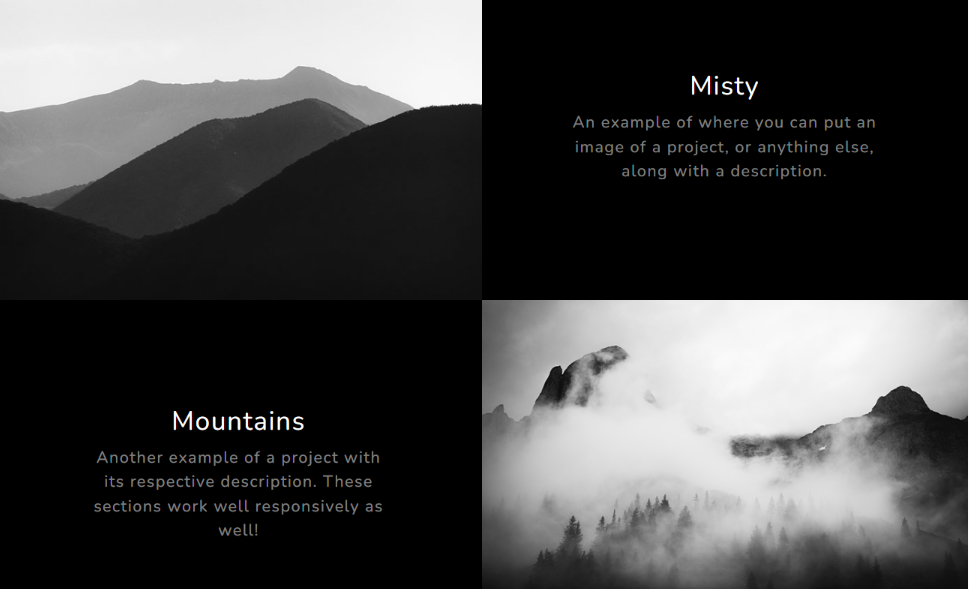 Misty
An example of where you can put an
image of a project, or anything else,
along with a description.
Mountains
Another example of a project with
its respective description. These
sections work well responsively as
well!